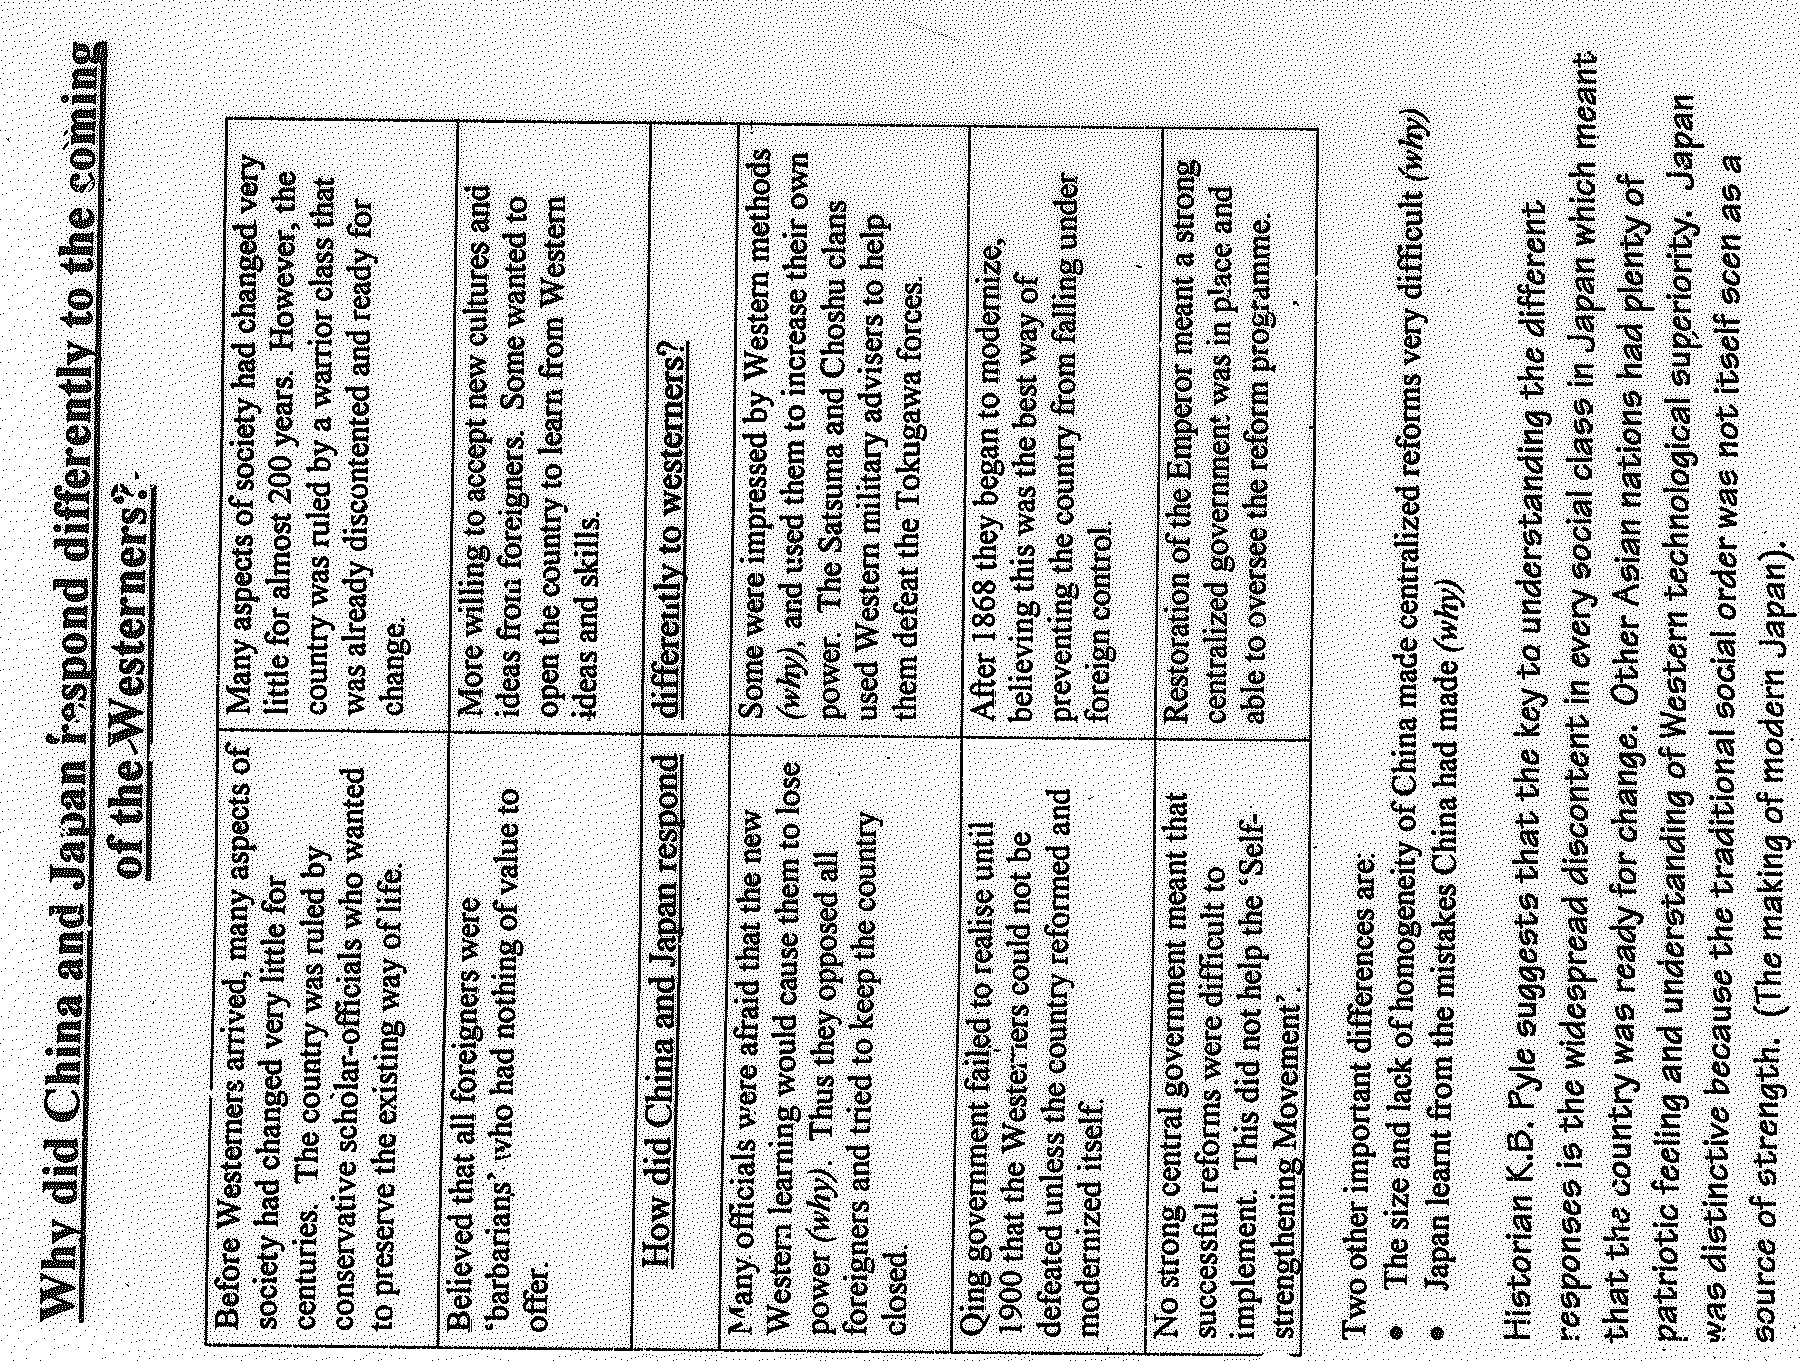 Why did China and Japan respond differently to the coming
of the Westerners?
Before Westerners arrived, many aspects of
society had changed very little for
centuries. The country was ruled by
conservative scholar-officials who wanted
to preserve the existing way of life.
Many aspects of society had changed very
little for almost 200 years. However, the
country was ruled by a warrior class that
was already discontented and ready for
change.
Believed that all foreigners were
'barbarians' who had nothing of value to
offer.
More willing to accept new cultures and
ideas from foreigners. Some wanted to
open the country to learn from Western
ideas and skills.
How did China and Japan respond
differently to westerners?
Many officials were afraid that the new
Western learning would cause them to lose
power (why). Thus they opposed all
foreigners and tried to keep the country
closed.
Some were impressed by Western methods
(why), and used them to increase their own
power. The Satsuma and Choshu clans
used Western military advisers to help
them defeat the Tokugawa forces.
Qing government failed to realise until
1900 that the Westerners could not be
defeated unless the country reformed and
modernized itself.
After 1868 they began to modernize,
believing this was the best way of
preventing the country from falling under
foreign control.
No strong central government meant that
successful reforms were difficult to
implement. This did not help the 'Self-
strengthening Movement'.
Restoration of the Emperor meant a strong
centralized government was in place and
able to oversee the reform programme.
Two other important differences are:
• The size and lack of homogeneity of China made centralized reforms very difficult (why)
• Japan learnt from the mistakes China had made (why)
Historian K.B. Pyle suggests that the key to understanding the different
responses is the widespread discontent in every social class in Japan which meant
that the country was ready for change. Other Asian nations had plenty of
patriotic feeling and understanding of Western technological superiority. Japan
was distinctive because the traditional social order was not itself seen as a
source of strength. (The making of modern Japan).